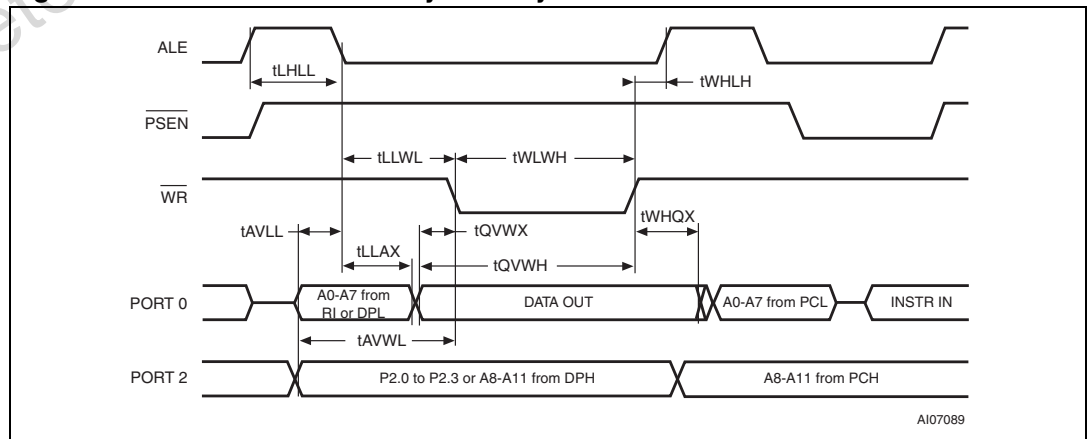 ALE
tLHLL
tWHLH
PSEN
tLLWL
tWLWH
WR
tWHQX
tAVLL
tQVWX
tLLAX
tQVWH
PORT 0
A0-A7 from
RI or DPL
DATA OUT
A0-A7 from PCL
INSTR IN
tAVWL
PORT 2
P2.0 to P2.3 or A8-A11 from DPH
A8-A11 from PCH
AI07089